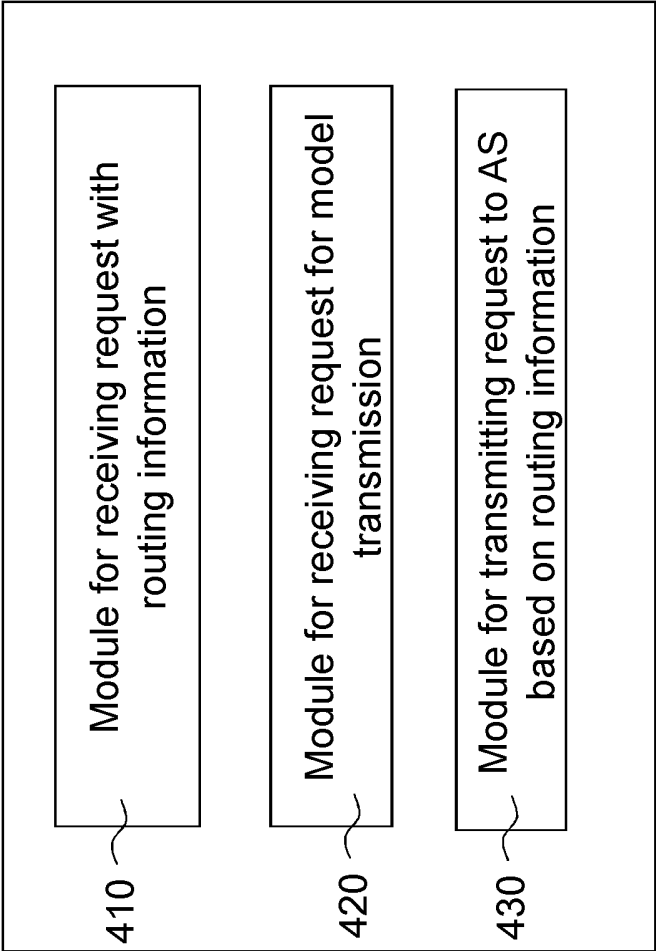 410
Module for receiving request with
routing information
420
Module for receiving request for model
transmission
430
Module for transmitting request to AS
based on routing information